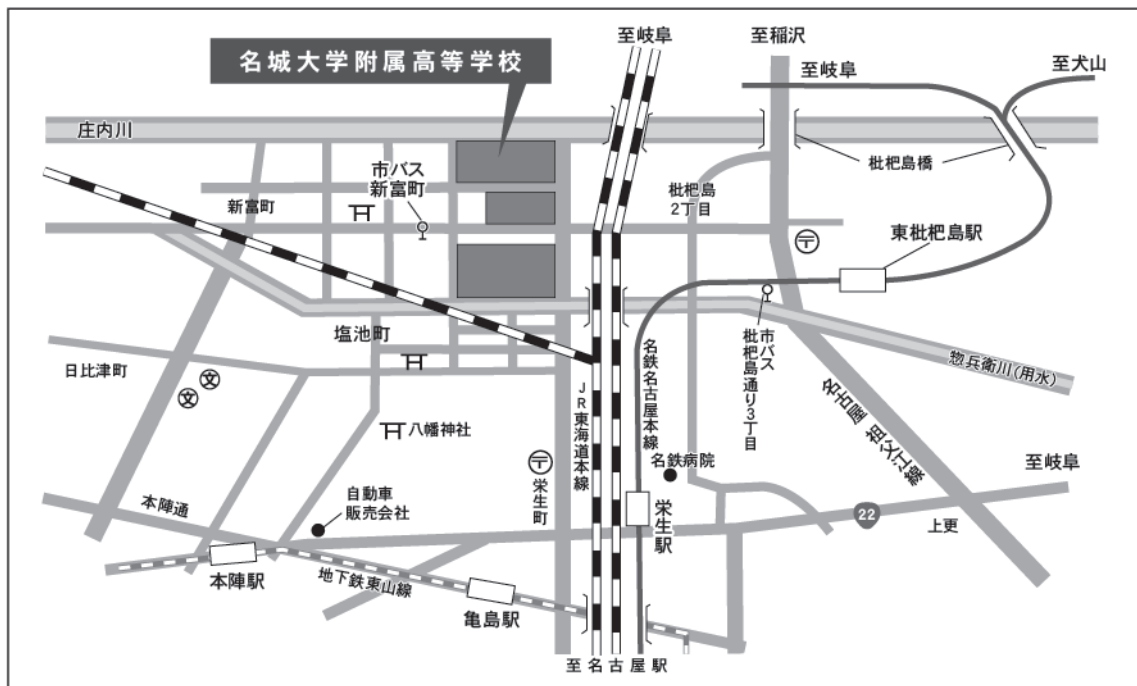 名城大学附属高等学校
至岐阜
至稲沢
至岐阜
至犬山
庄内川
枇杷島橋
市バス
新富町
新富町
枇杷島
2丁目
東枇杷島駅
塩池町
日比津町
市バス
枇杷島通り3丁目
惣兵衛川(用水)
名鉄名古屋本線
JR東海道本線
名古屋祖父江線
八幡神社
名鉄病院
至岐阜
本陣通
自動車
販売会社
栄生町
栄生駅
22
上更
本陣駅
地下鉄東山線
亀島駅
至名古屋駅